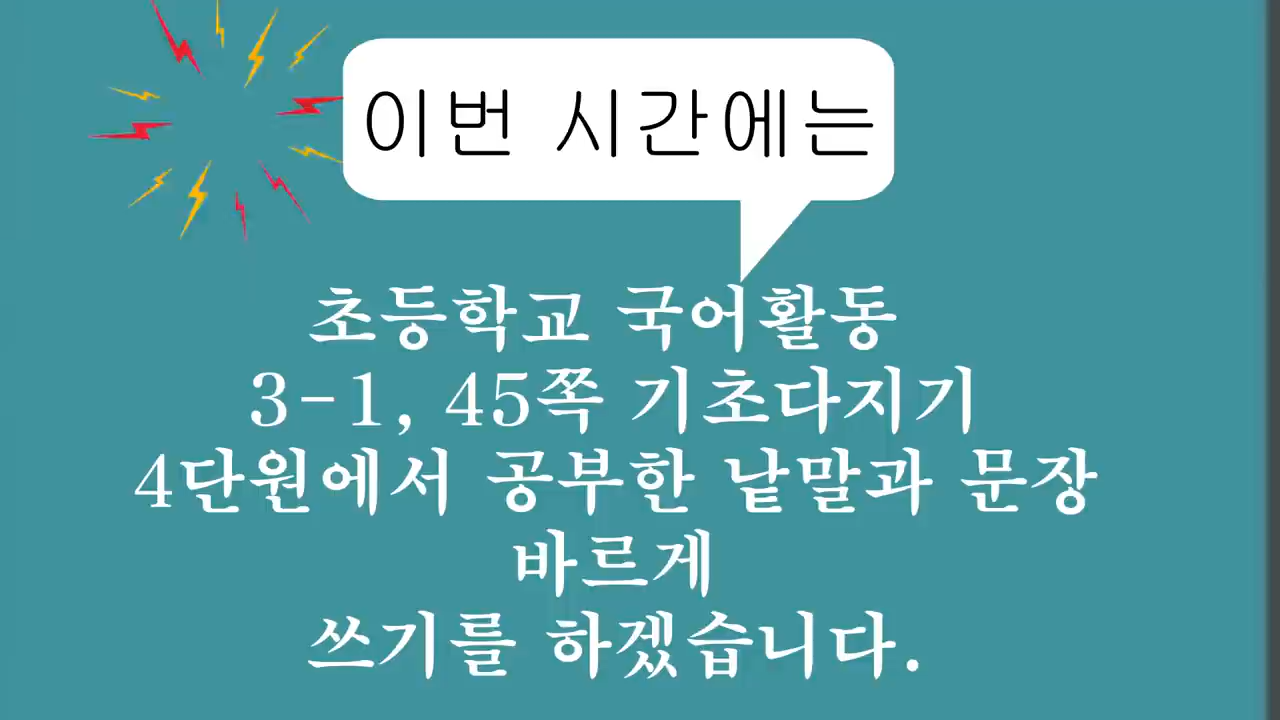 이번 시간에는
초등학교 국어활동
3-1, 45쪽 기초다지기
4단원에서 공부한 낱말과 문장
바르게
쓰기를 하겠습니다.